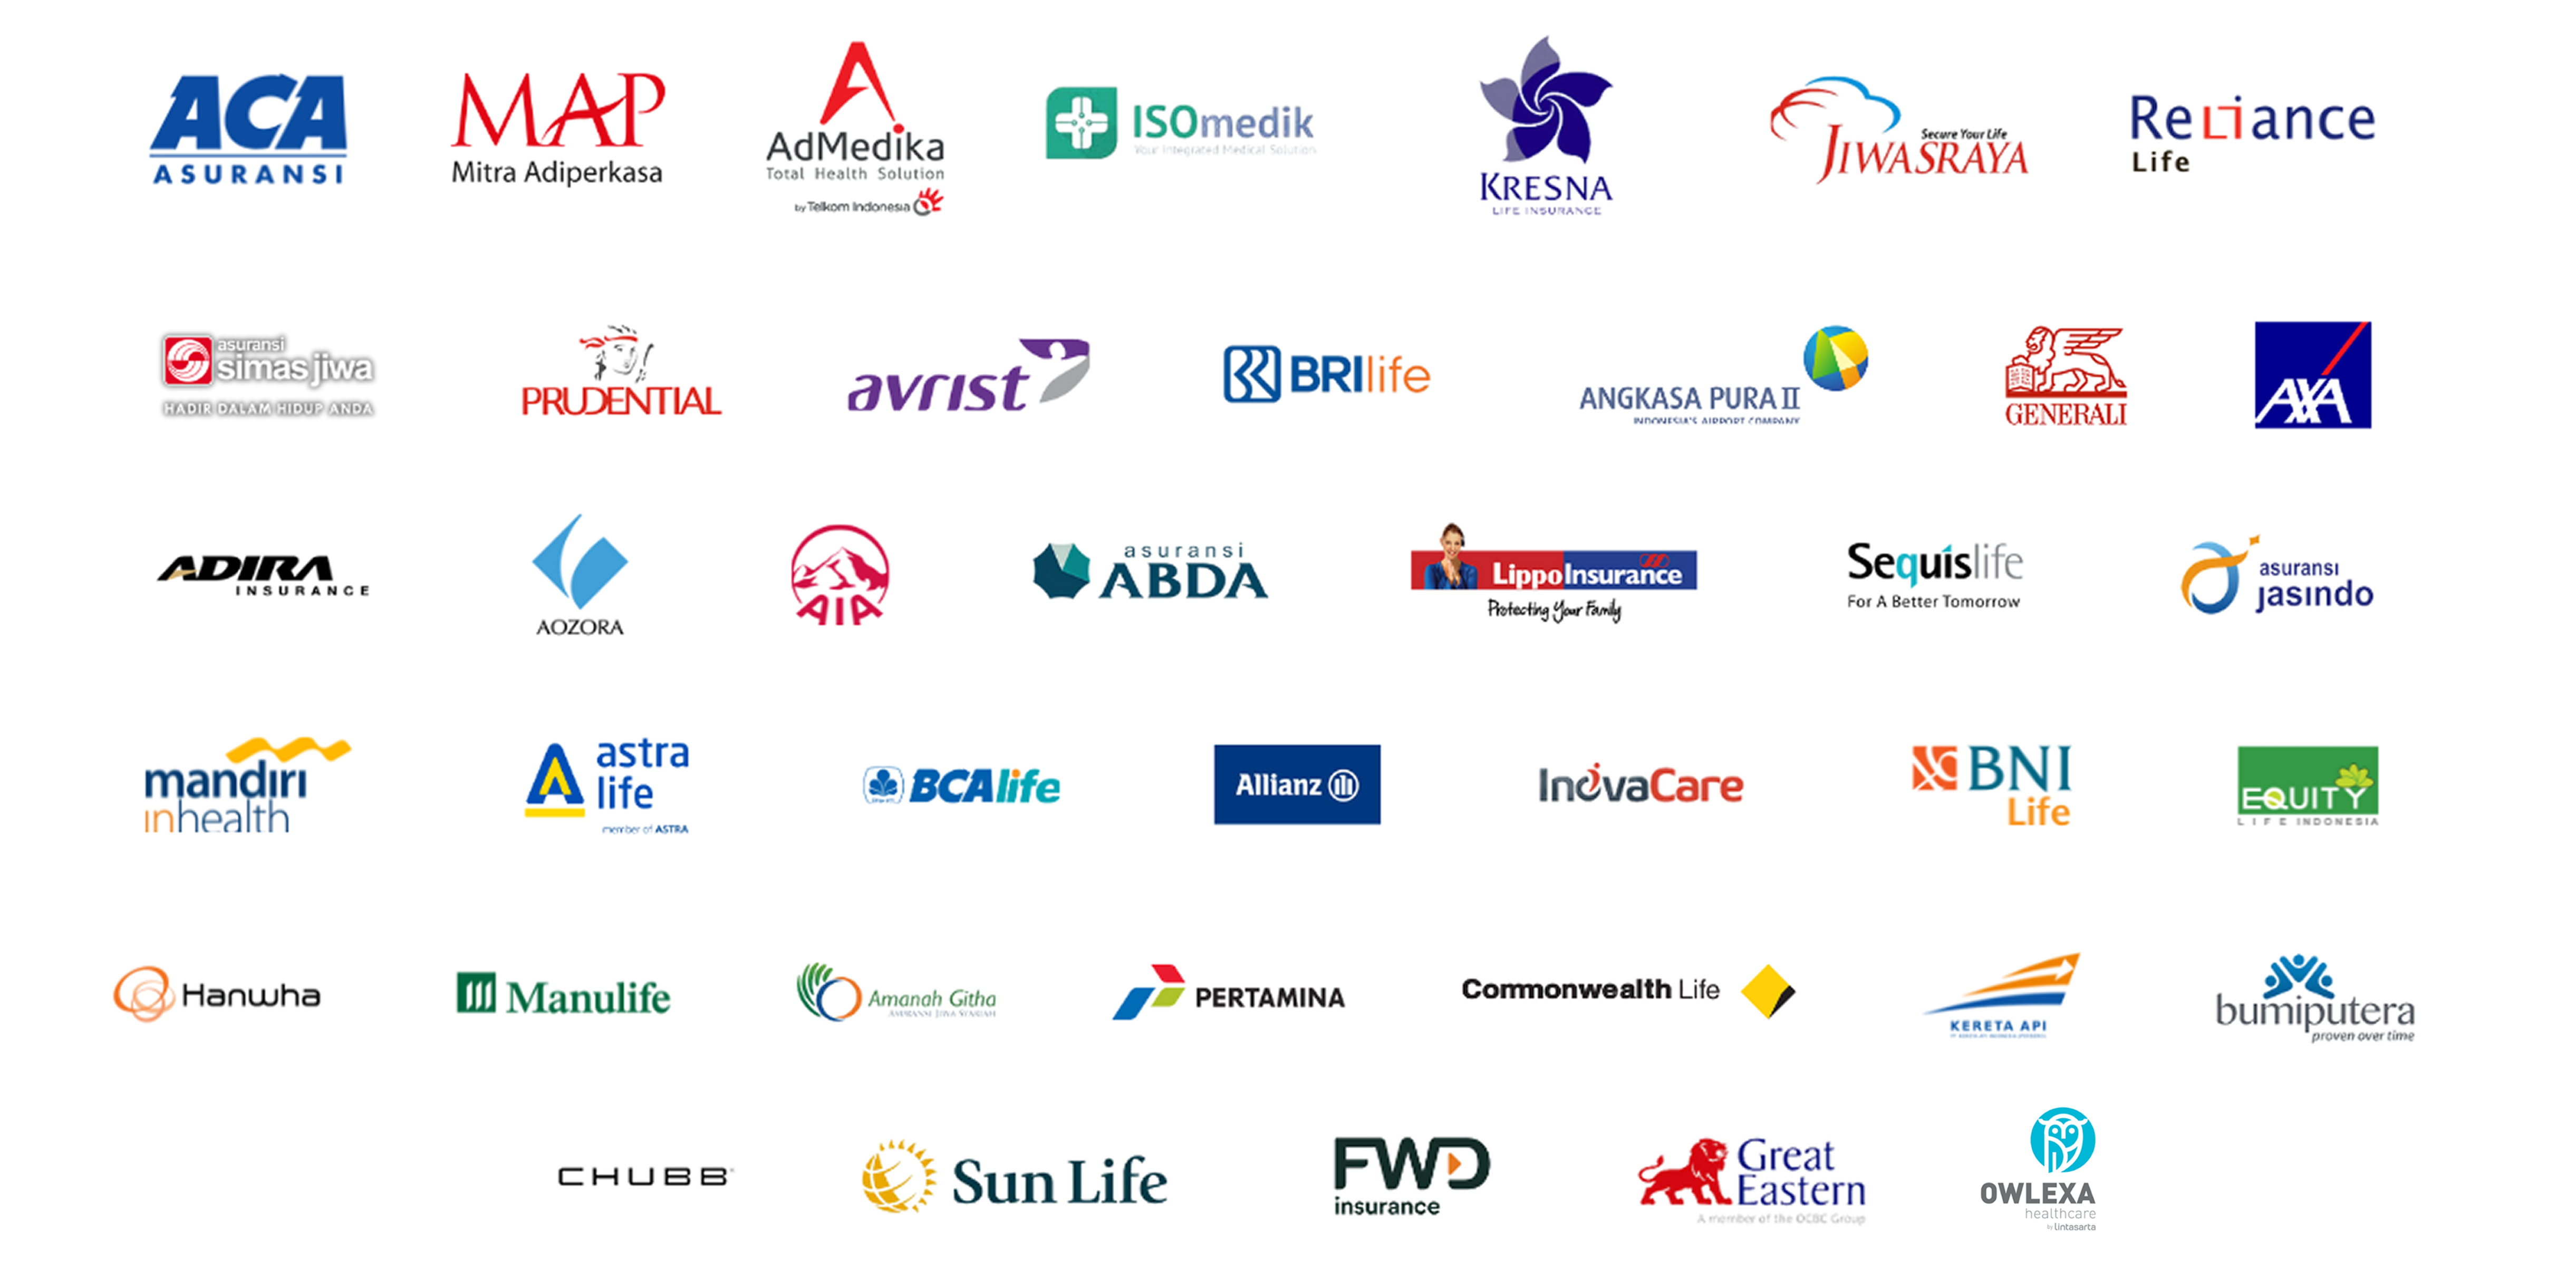 ACA
ASURANSI
MAP
Mitra Adiperkasa
AdMedika
Total Health Solution
by Telkom Indonesia
ISOmedik
Your Integrated Medical Solution
KRESNA
LIFE INSURANCE
Secure Your Life
JIWASRAYA
Reliance
Life
asuransi
simas jiwa
HADIR DALAM HIDUP ANDA
PRUDENTIAL
avrist
BRI life
ANGKASA PURA II
INDONESIA'S AIRPORT COMPANY
GENERALI
AXA
ADIRA
INSURANCE
AOZORA
AIA
asuransi
ABDA
LippoInsurance
Protecting Your Family
Sequislife
For A Better Tomorrow
asuransi
jasindo
mandiri
inhealth
astra
life
member of ASTRA
BCAlife
Allianz
InovaCare
BNI
Life
EQUITY
LIFE INDONESIA
Hanwha
Manulife
Amanah Githa
ASURANSI JIWA SYARIAH
PERTAMINA
Commonwealth Life
KERETA API
bumiputera
proven over time
CHUBB
Sun Life
FWD
insurance
Great
Eastern
A member of the OCBC Group
OWLEXA
healthcare
by lintasarta